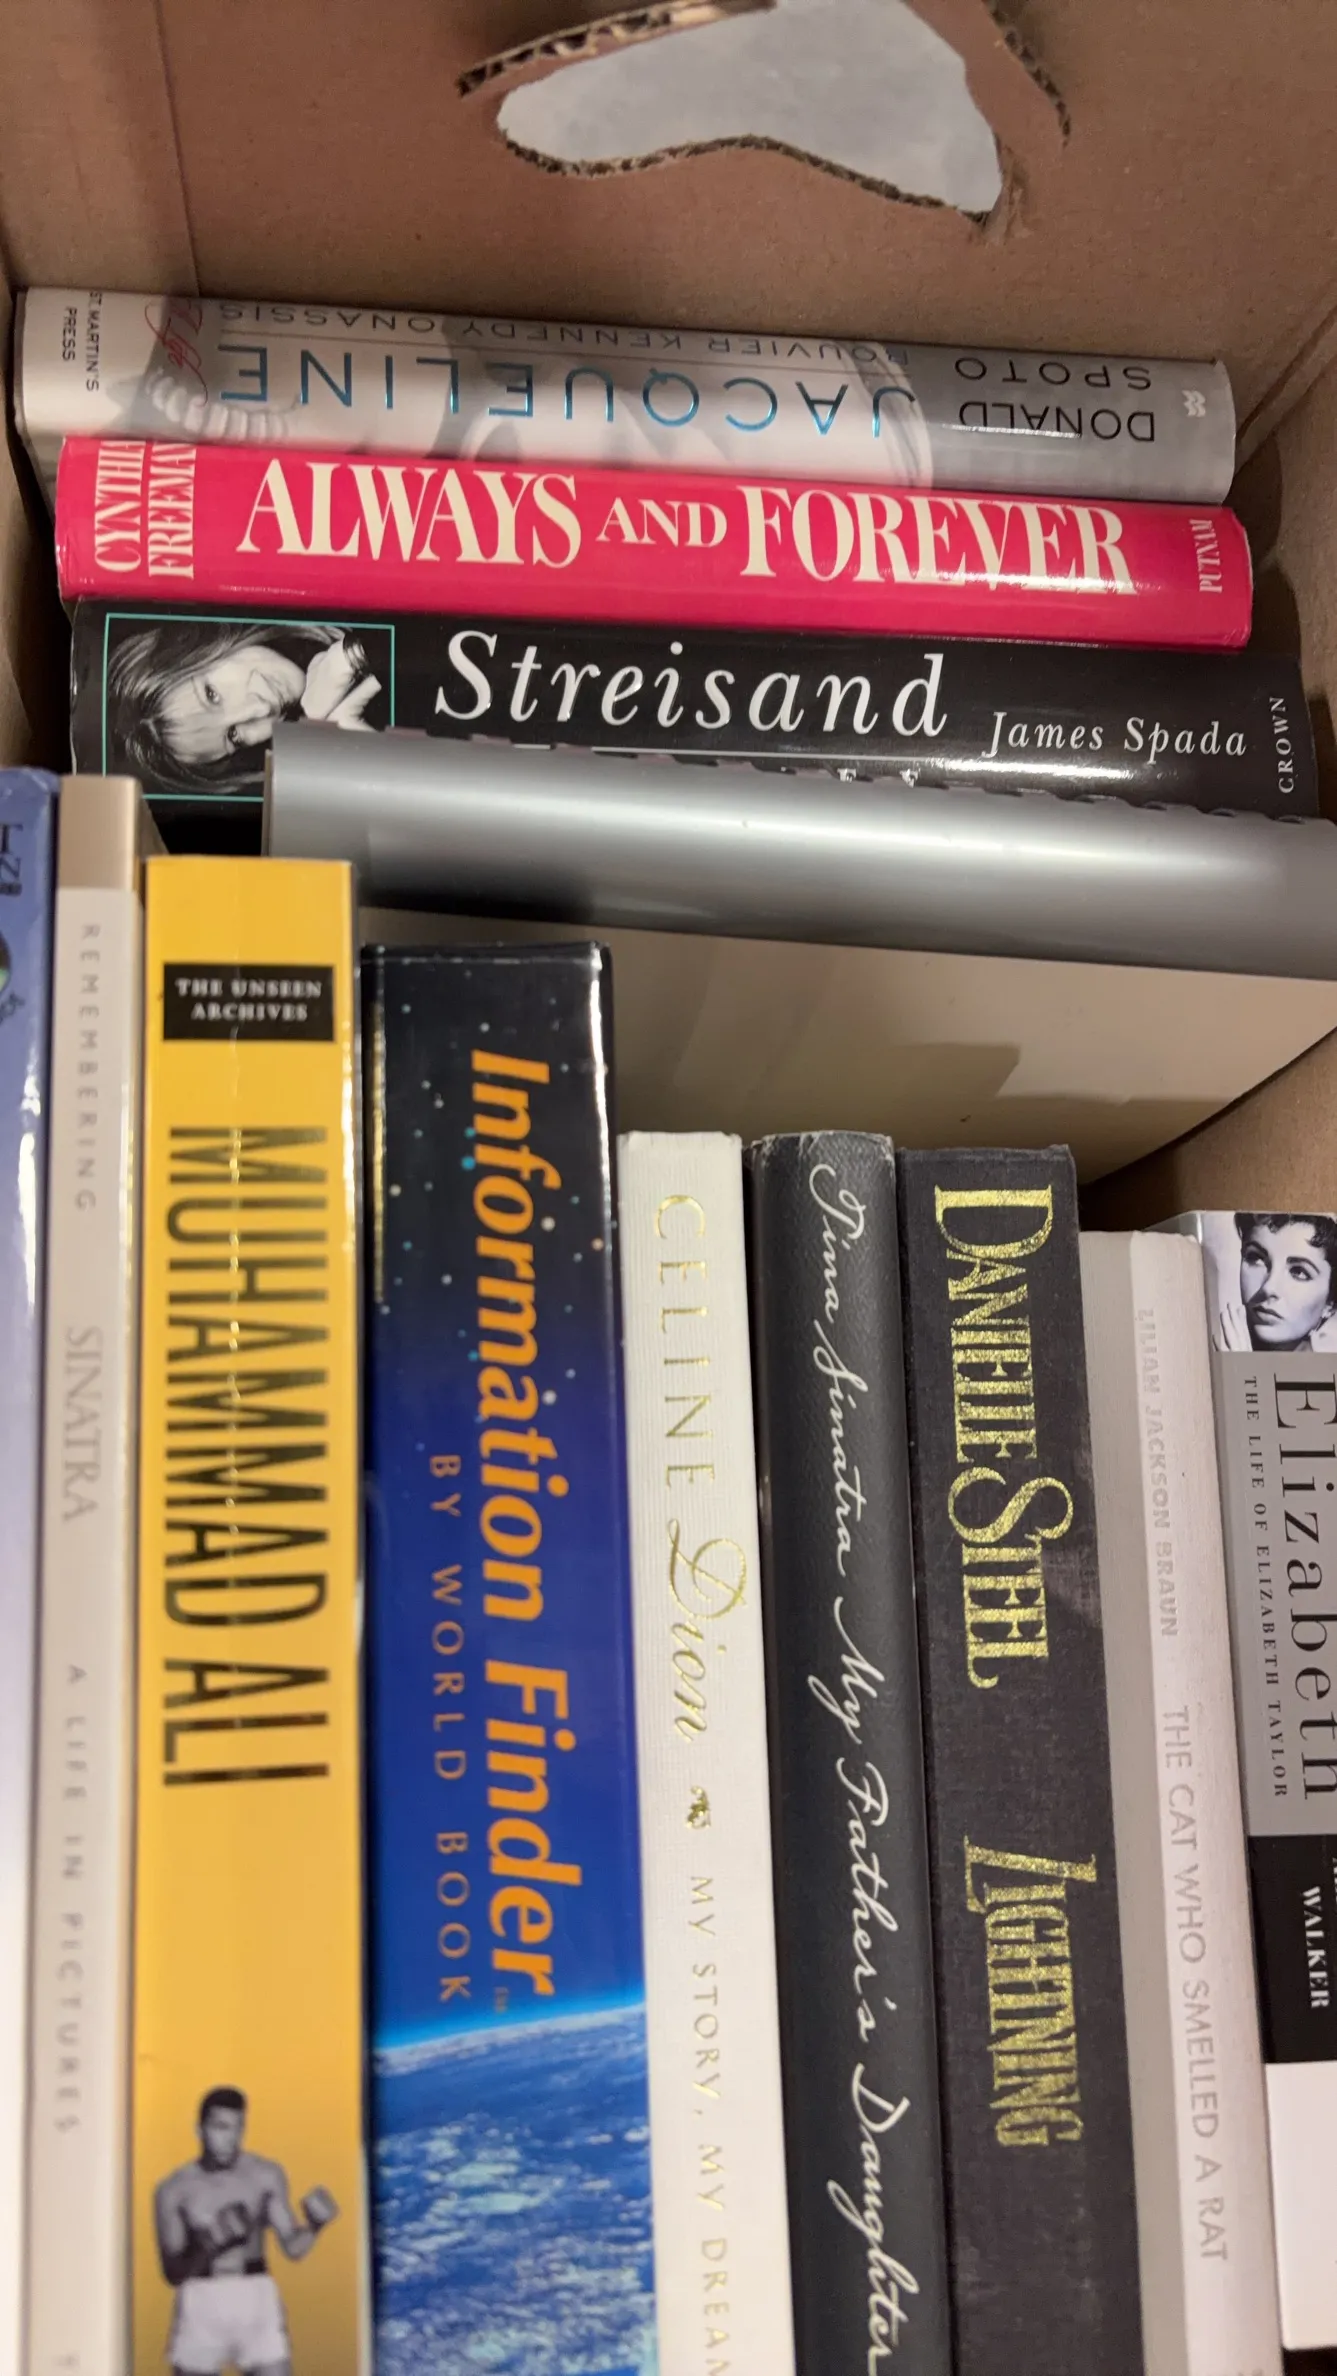 ST. MARTIN'S
PRESS
A Life
JACQUELINE
BOUVIER KENNEDY ONASSIS
DONALD
SPOTO
CYNTHIA
FREEMAN
ALWAYS AND FOREVER
PUTNAM
Streisand James Spada
CROWN
REMEMBERING SINATRA A LIFE IN PICTURES
THE UNSEEN
ARCHIVES
MUHAMMAD ALI
Information Finder
BY WORLD BOOK
CELINE Dion MY STORY, MY DREAM
Tina Sinatra My Father's Daughter
DANIELLE STEEL LIGHTNING
LILIAN JACKSON BRAUN THE CAT WHO SMELLED A RAT
Elizabeth
THE LIFE OF ELIZABETH TAYLOR
WALKER